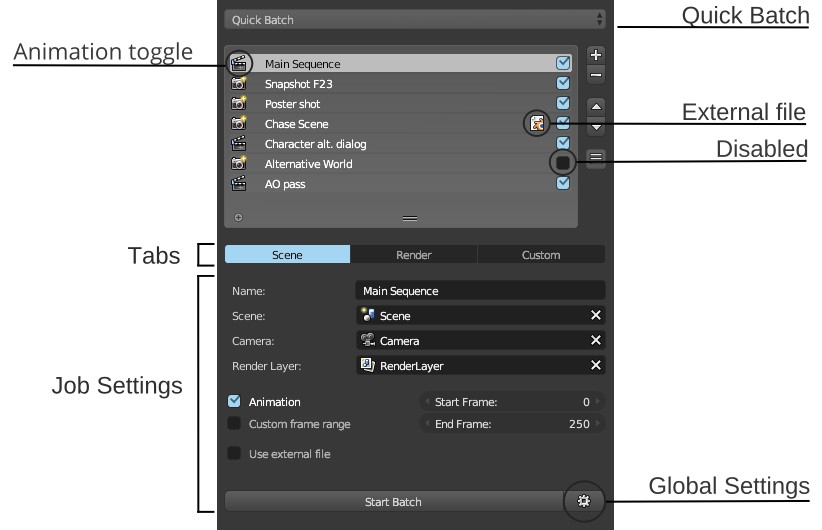 Quick Batch
Quick Batch
Animation toggle
Main Sequence
Snapshot F23
Poster shot
Chase Scene
External file
Character alt. dialog
Disabled
Alternative World
AO pass
Tabs
Scene Render Custom
Job Settings
Name: Main Sequence
Scene: Scene
Camera: Camera
Render Layer: RenderLayer
Animation Start Frame: 0
Custom frame range End Frame: 250
Use external file
Global Settings
Start Batch